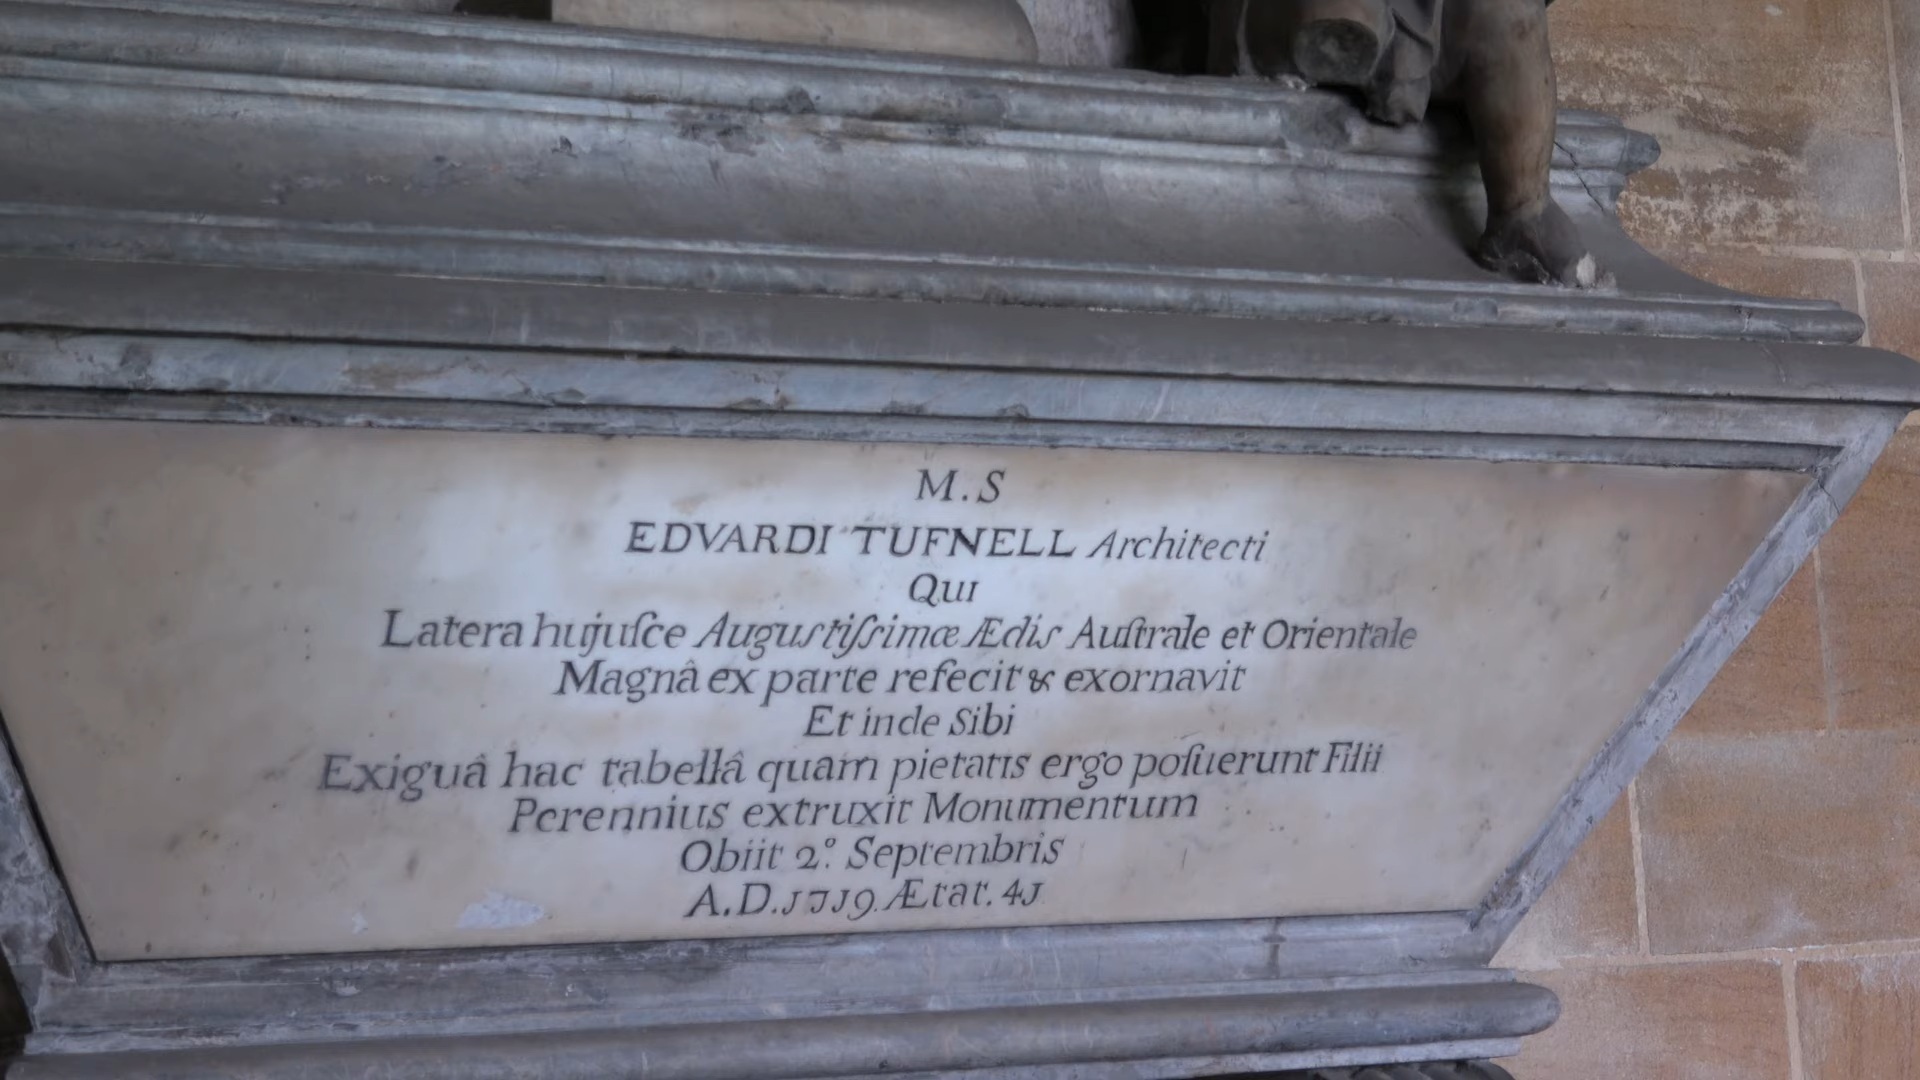 M.S
EDVARDI TUFNELL Architecti
Qui
Latera hujuſce Auguſtiſsimæ Ædis Auſtrale et Orientale
Magnâ ex parte refecit & exornavit
Et inde Sibi
Exiguâ hac tabellâ quam pietatis ergo poſuerunt Filii
Perennius extruxit Monumentum
Obiit 2.º Septembris
A.D.1719 Ætat. 41